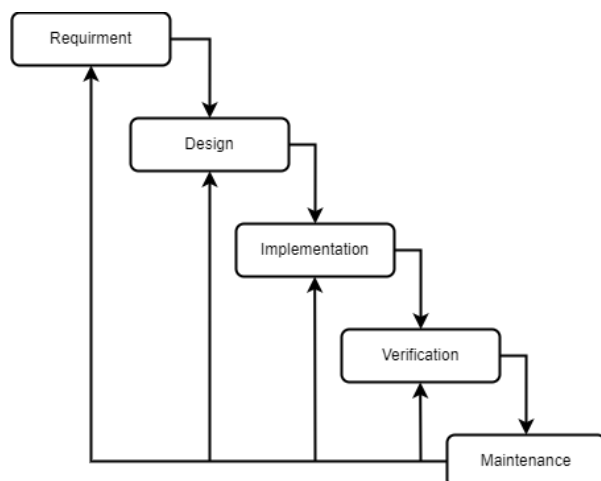 Requirment
Design
Implementation
Verification
Maintenance